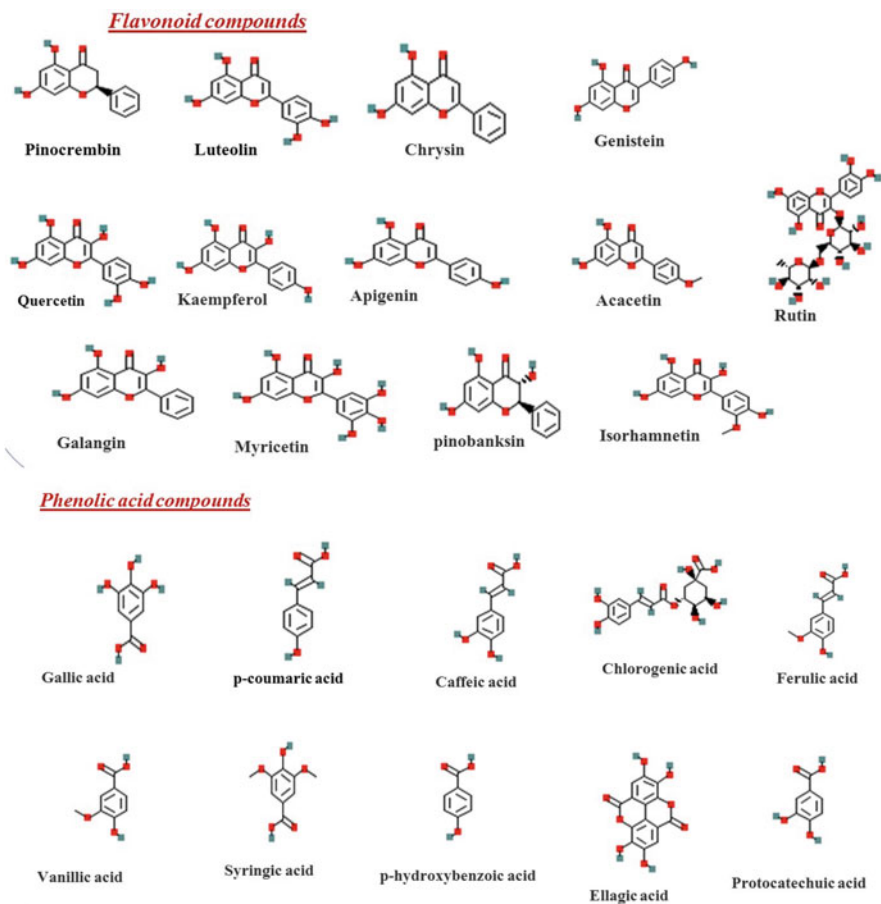 Flavonoid compounds
Pinocrembin
Luteolin
Chrysin
Genistein
Quercetin
Kaempferol
Apigenin
Acacetin
Rutin
Galangin
Myricetin
pinobanksin
Isorhamnetin
Phenolic acid compounds
Gallic acid
p-coumaric acid
Caffeic acid
Chlorogenic acid
Ferulic acid
Vanillic acid
Syringic acid
p-hydroxybenzoic acid
Ellagic acid
Protocatechuic acid